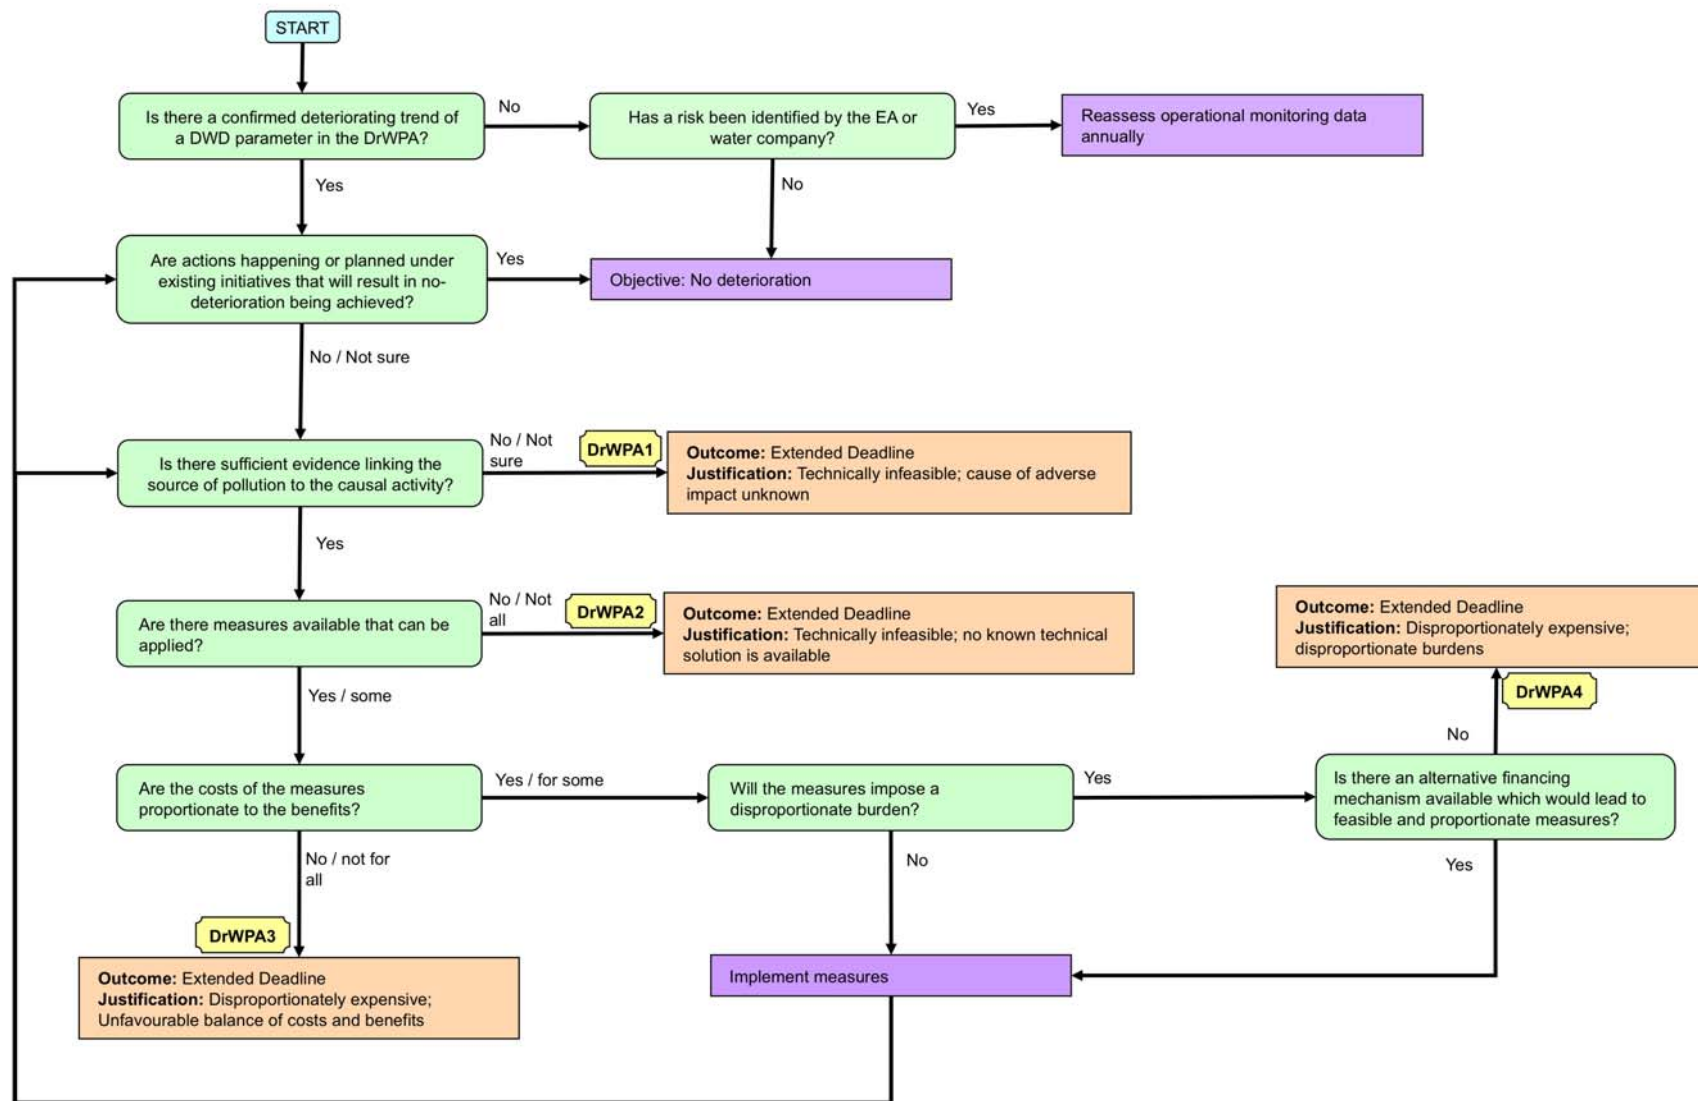 START
Is there a confirmed deteriorating trend of
a DWD parameter in the DrWPA?
No
Has a risk been identified by the EA or
water company?
Yes
Reassess operational monitoring data
annually
Yes
No
Are actions happening or planned under
existing initiatives that will result in no-
deterioration being achieved?
Yes
Objective: No deterioration
No / Not sure
Is there sufficient evidence linking the
source of pollution to the causal activity?
No / Not
sure
DrWPA1
Outcome: Extended Deadline
Justification: Technically infeasible; cause of adverse
impact unknown
Yes
Are there measures available that can be
applied?
No / Not
all
DrWPA2
Outcome: Extended Deadline
Justification: Technically infeasible; no known technical
solution is available
Outcome: Extended Deadline
Justification: Disproportionately expensive;
disproportionate burdens
DrWPA4
Yes / some
No
Are the costs of the measures
proportionate to the benefits?
Yes / for some
Will the measures impose a
disproportionate burden?
Yes
Is there an alternative financing
mechanism available which would lead to
feasible and proportionate measures?
No / not for
all
No
Yes
DrWPA3
Outcome: Extended Deadline
Justification: Disproportionately expensive;
Unfavourable balance of costs and benefits
Implement measures